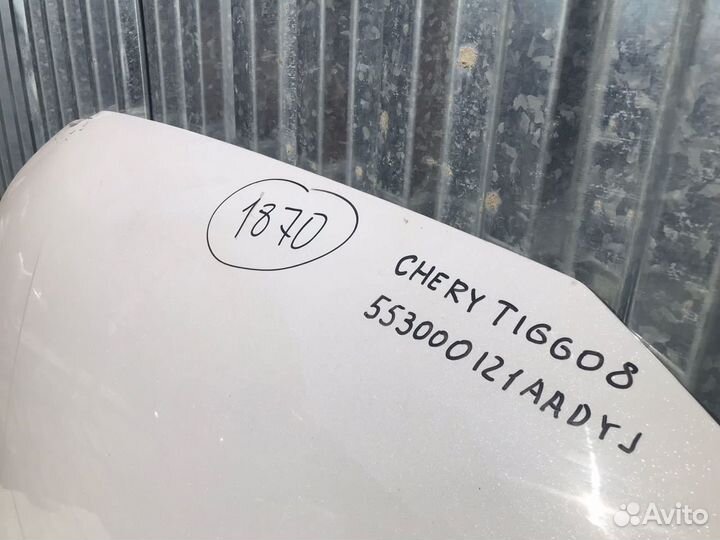 1870
CHERY TIGGO8
553000121AADYJ
Avito